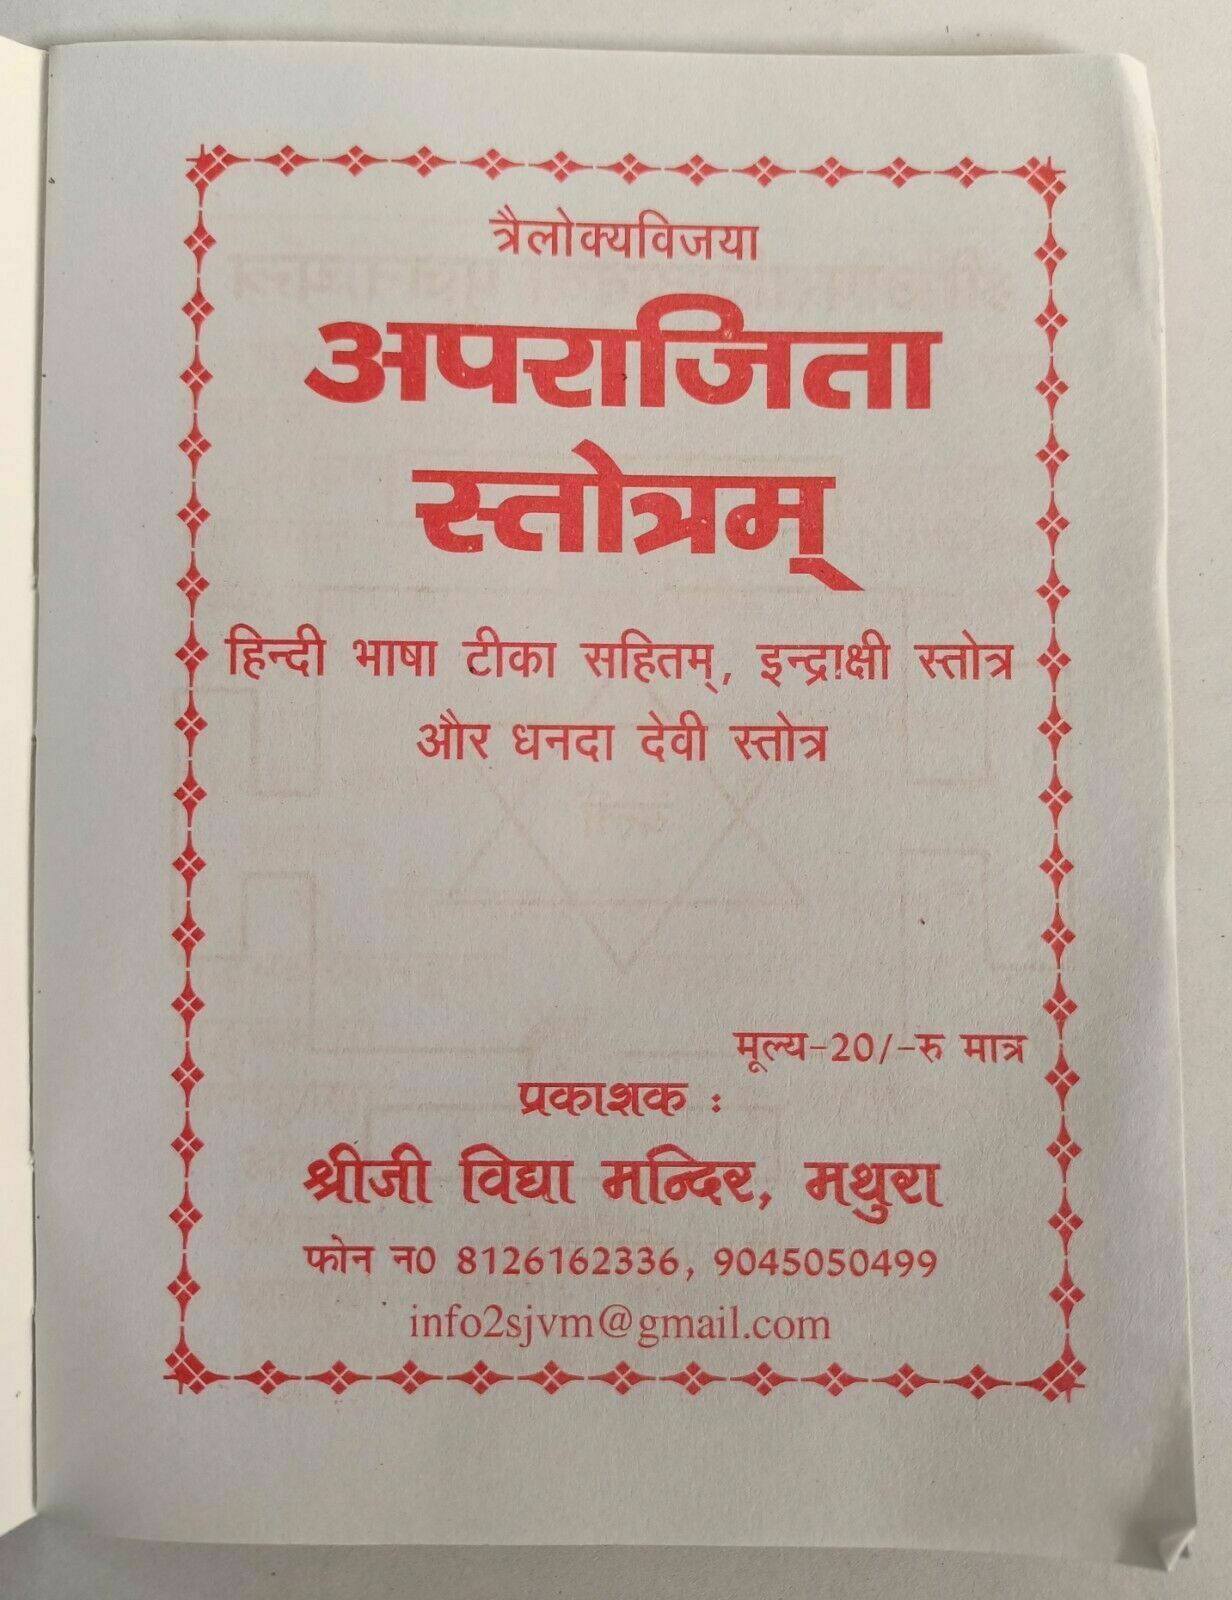 त्रैलोक्यविजया
अपराजिता
स्तोत्रम्
हिन्दी भाषा टीका सहितम्, इन्द्राक्षी स्तोत्र
और धनदा देवी स्तोत्र
मूल्य-20/-रु मात्र
प्रकाशक :
श्रीजी विद्या मन्दिर, मथुरा
फोन न0 8126162336, 9045050499
info2sjvm@gmail.com